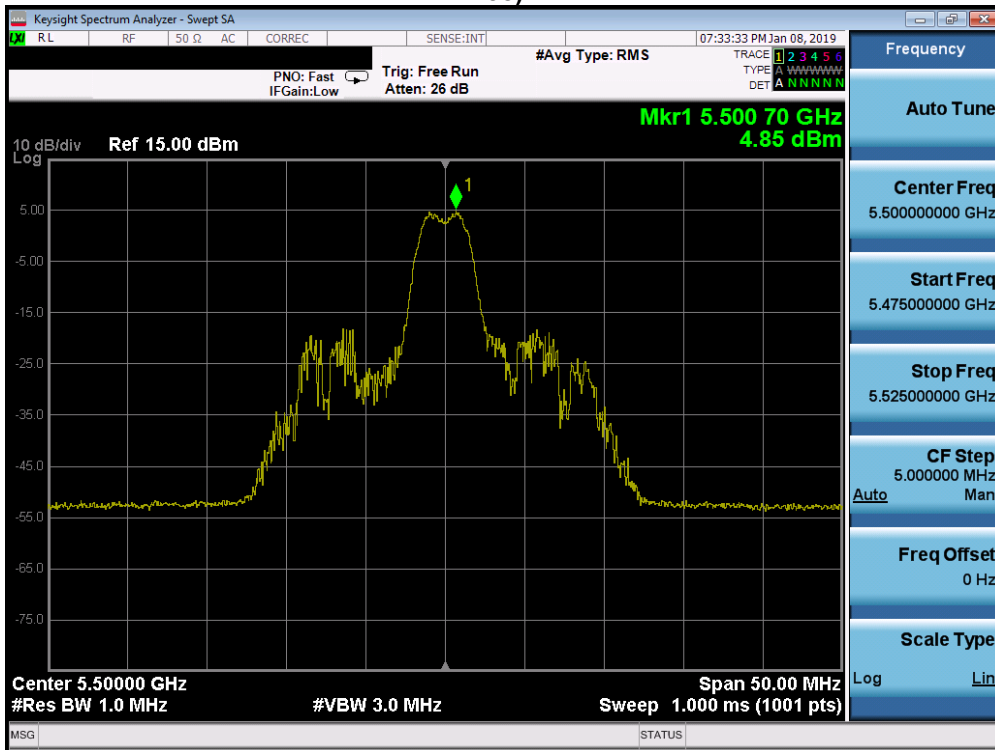 Keysight Spectrum Analyzer - Swept SA
LXI RL RF 50 Ω AC CORREC SENSE:INT 07:33:33 PM Jan 08, 2019
#Avg Type: RMS TRACE 1 2 3 4 5 6
PNO: Fast Trig: Free Run TYPE A WWWWW
IFGain:Low Atten: 26 dB DET A N N N N N
Mkr1 5.500 70 GHz
4.85 dBm
10 dB/div Ref 15.00 dBm
Log
1
5.00
-5.00
-15.0
-25.0
-35.0
-45.0
-55.0
-65.0
-75.0
Center 5.50000 GHz Span 50.00 MHz
#Res BW 1.0 MHz #VBW 3.0 MHz Sweep 1.000 ms (1001 pts)
MSG STATUS
Frequency
Auto Tune
Center Freq
5.500000000 GHz
Start Freq
5.475000000 GHz
Stop Freq
5.525000000 GHz
CF Step
5.000000 MHz
Auto Man
Freq Offset
0 Hz
Scale Type
Log Lin